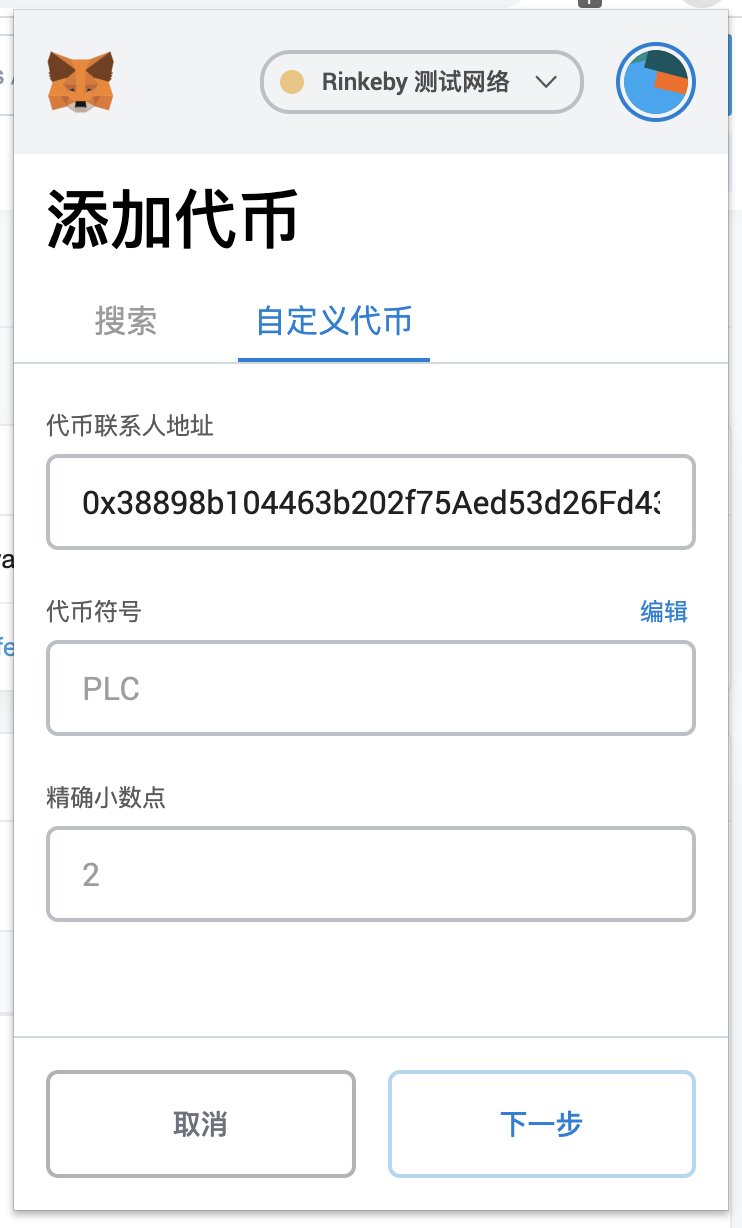 Rinkeby 测试网络
添加代币
搜索
自定义代币
代币联系人地址
0x38898b104463b202f75Aed53d26Fd43
代币符号
编辑
PLC
精确小数点
2
取消
下一步